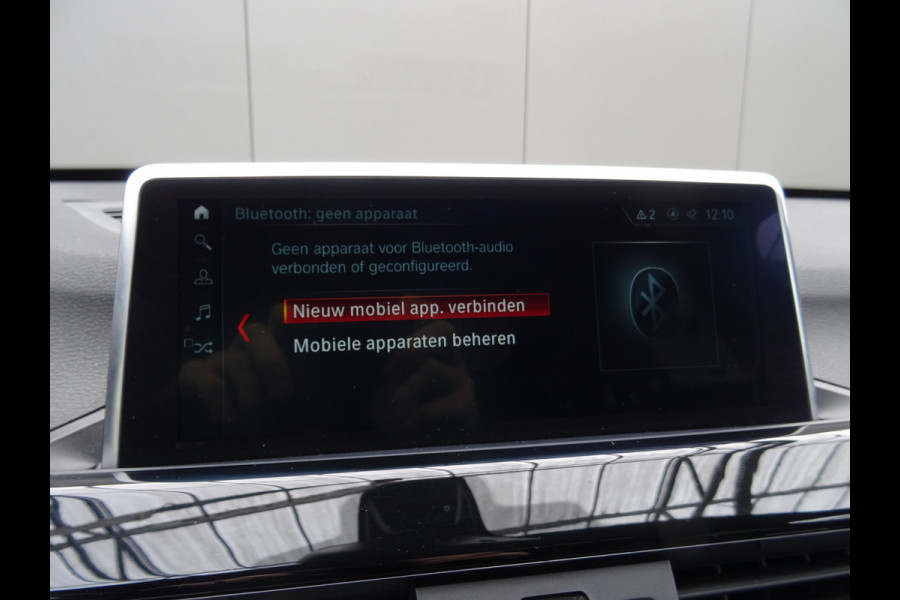 Bluetooth: geen apparaat
2 12:10
Geen apparaat voor Bluetooth-audio
verbonden of geconfigureerd.
Nieuw mobiel app. verbinden
Mobiele apparaten beheren